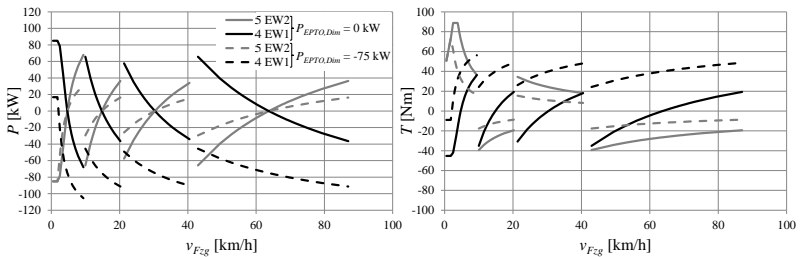 120
100
80
60
40
20
0
-20
-40
-60
-80
-100
-120
P [kW]
0 20 40 60 80 100
v_Fzg [km/h]
5 EW2
4 EW1
P_EPTO,Dim = 0 kW
5 EW2
4 EW1
P_EPTO,Dim = -75 kW
100
80
60
40
20
0
-20
-40
-60
-80
-100
T [Nm]
0 20 40 60 80 100
v_Fzg [km/h]